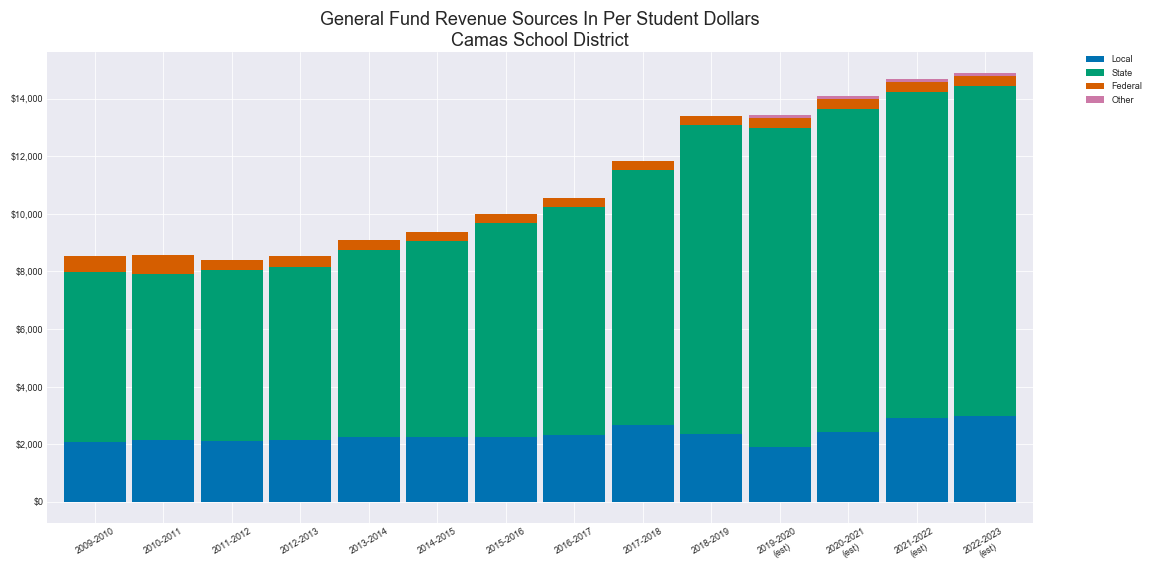 General Fund Revenue Sources In Per Student Dollars
Camas School District
Local
State
Federal
Other
$14,000
$12,000
$10,000
$8,000
$6,000
$4,000
$2,000
$0
2009-2010
2010-2011
2011-2012
2012-2013
2013-2014
2014-2015
2015-2016
2016-2017
2017-2018
2018-2019
2019-2020
(est)
2020-2021
(est)
2021-2022
(est)
2022-2023
(est)